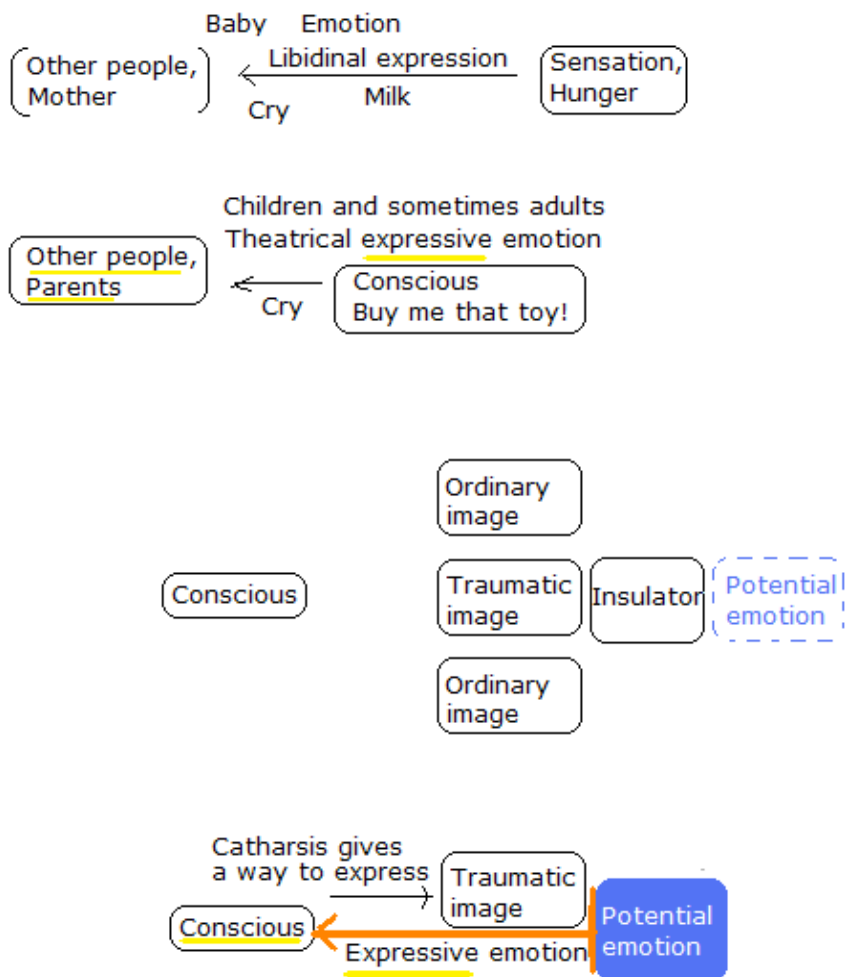 Baby Emotion
Libidinal expression
Other people,
Mother
Cry
Milk
Sensation,
Hunger
Children and sometimes adults
Theatrical expressive emotion
Other people,
Parents
Cry
Conscious
Buy me that toy!
Ordinary
image
Conscious
Traumatic
image
Insulator
Potential
emotion
Ordinary
image
Catharsis gives
a way to express
Traumatic
image
Conscious
Expressive emotion
Potential
emotion